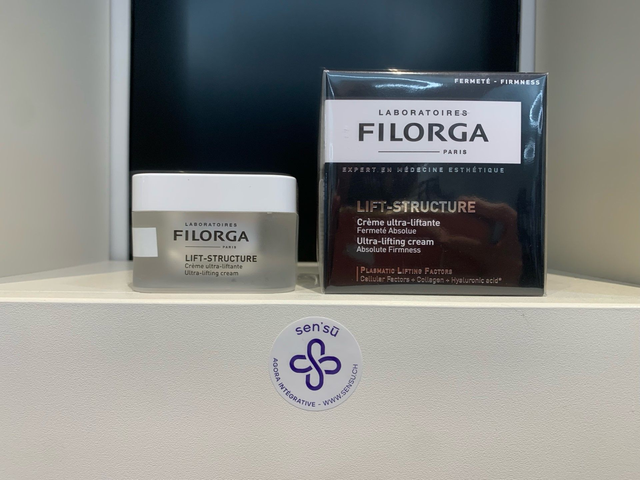 LABORATOIRES
FILORGA
PARIS
LIFT-STRUCTURE
Crème ultra-liftante
Ultra-lifting cream
FERMETÉ - FIRMNESS
LABORATOIRES
FILORGA
PARIS
EXPERT EN MÉDECINE ESTHÉTIQUE
LIFT-STRUCTURE
Crème ultra-liftante
Fermeté Absolue
Ultra-lifting cream
Absolute Firmness
PLASMATIC LIFTING FACTORS
Cellular Factors + Collagen + Hyaluronic acid*
sen'sü
AGORA INTÉGRATIVE - WWW.SENSU.CH